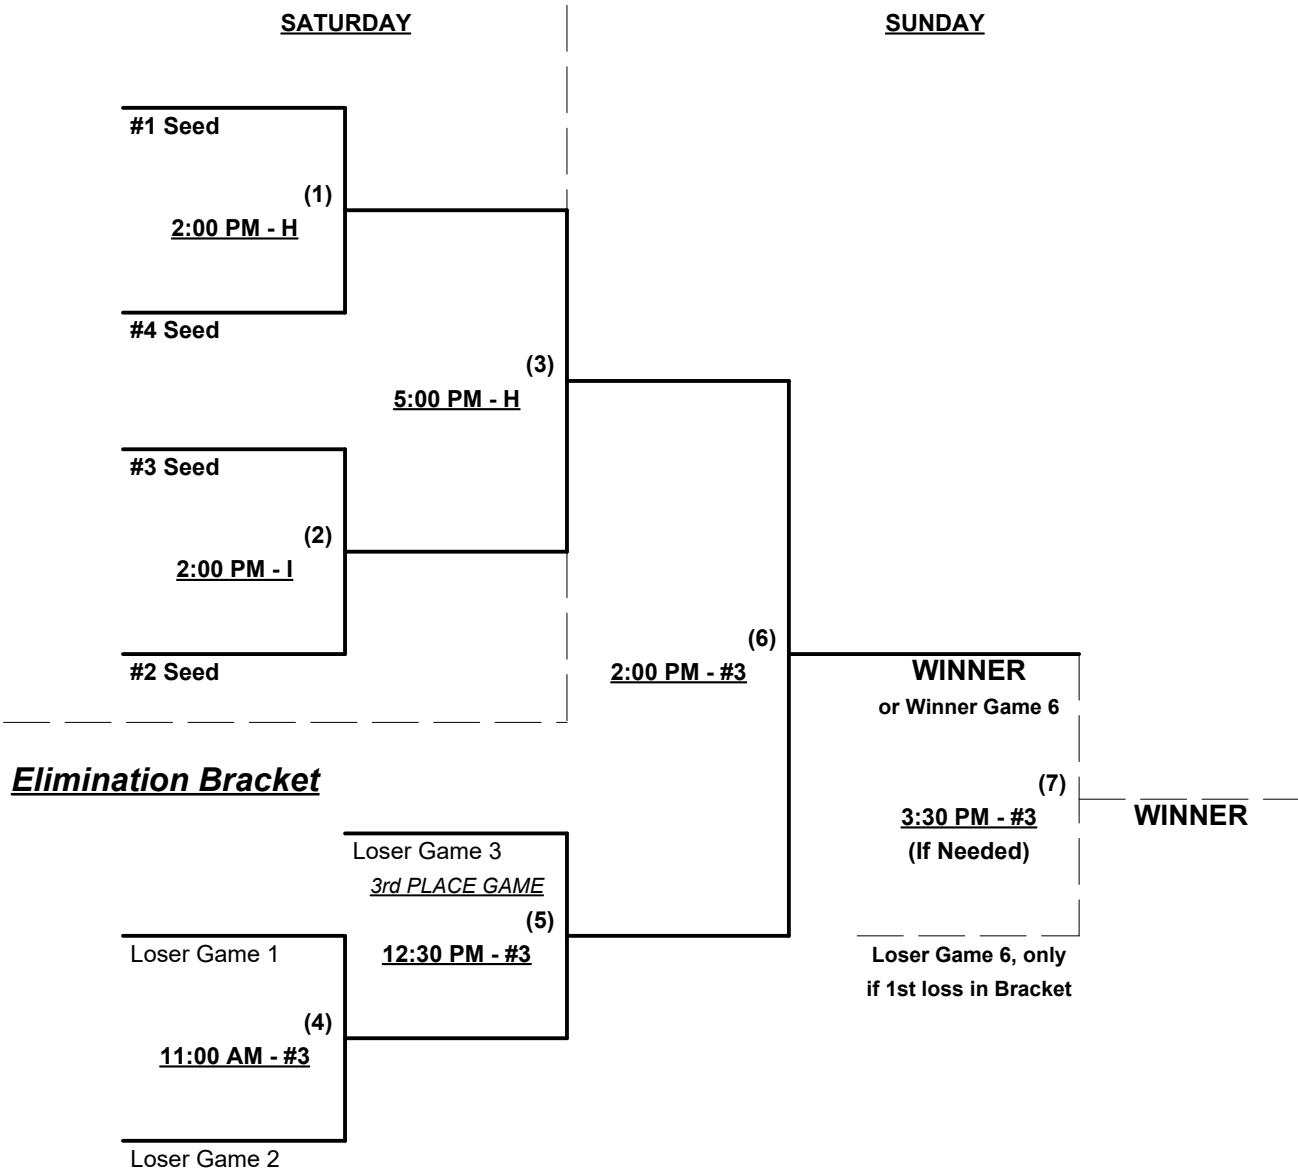 SATURDAY
SUNDAY
#1 Seed
(1)
2:00 PM - H
#4 Seed
(3)
5:00 PM - H
#3 Seed
(2)
2:00 PM - I
#2 Seed
(6)
2:00 PM - #3
WINNER
or Winner Game 6
Elimination Bracket
(7)
3:30 PM - #3
WINNER
(If Needed)
Loser Game 3
3rd PLACE GAME
(5)
12:30 PM - #3
Loser Game 1
Loser Game 6, only
if 1st loss in Bracket
(4)
11:00 AM - #3
Loser Game 2